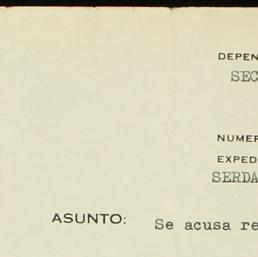 DEPEN
SEC
NUMER
EXPED
SERDA
ASUNTO: Se acusa re